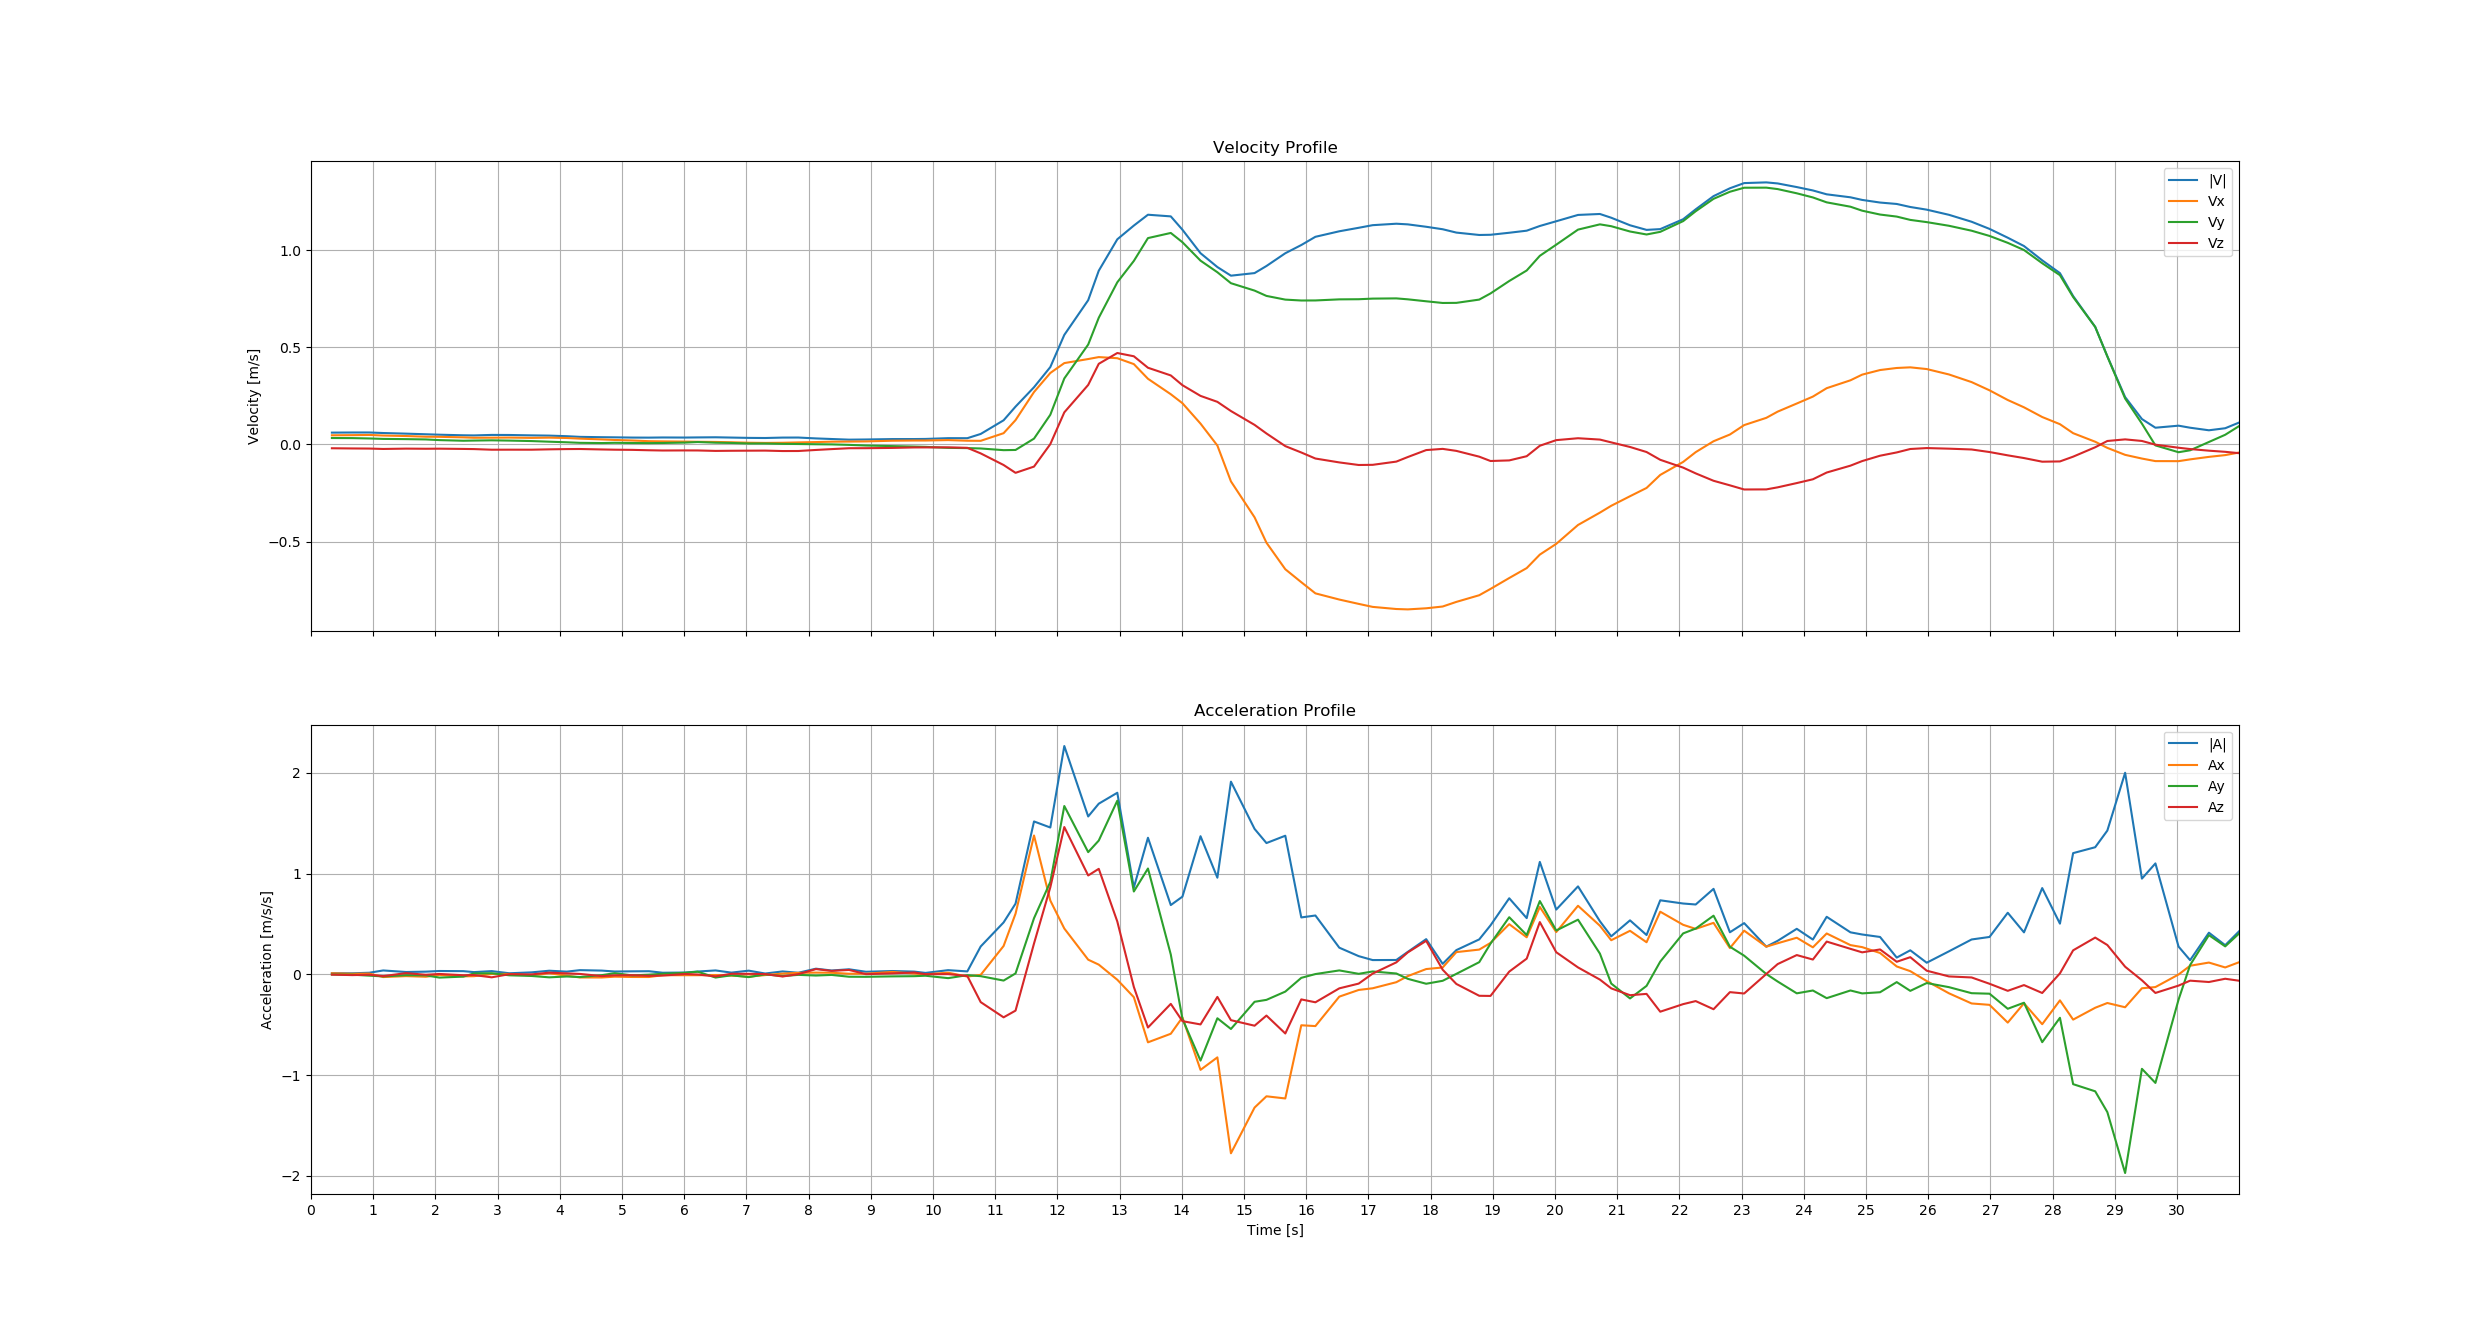 Velocity Profile
|V|
Vx
Vy
Vz
1.0
0.5
0.0
−0.5
Velocity [m/s]
Acceleration Profile
|A|
Ax
Ay
Az
2
1
0
−1
−2
Acceleration [m/s/s]
0 1 2 3 4 5 6 7 8 9 10 11 12 13 14 15 16 17 18 19 20 21 22 23 24 25 26 27 28 29 30
Time [s]